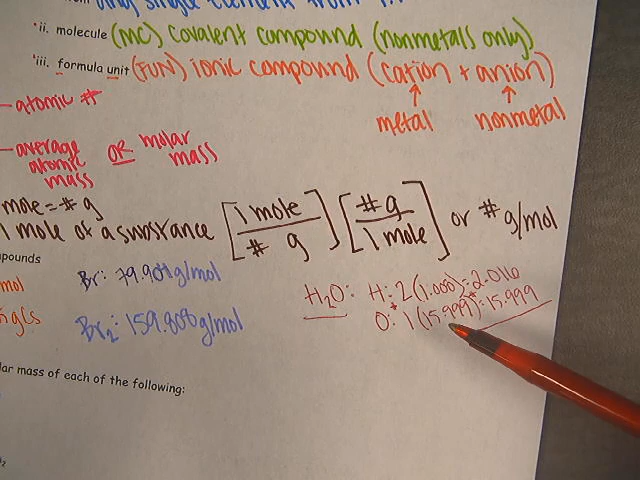 ii. molecule (MC) covalent compound (nonmetals only)
iii. formula unit (FUN) ionic compound (cation + anion)
metal nonmetal
atomic #
average atomic mass OR molar mass
mole = # g
1 mole of a substance [1 mole / # g] [# g / 1 mole] or # g/mol
mpounds
mol
Br: 79.904g/mol
H₂O: H: 2(1.008)=2.016
O: 1(15.999)=15.999
Br₂: 159.808g/mol
lar mass of each of the following: